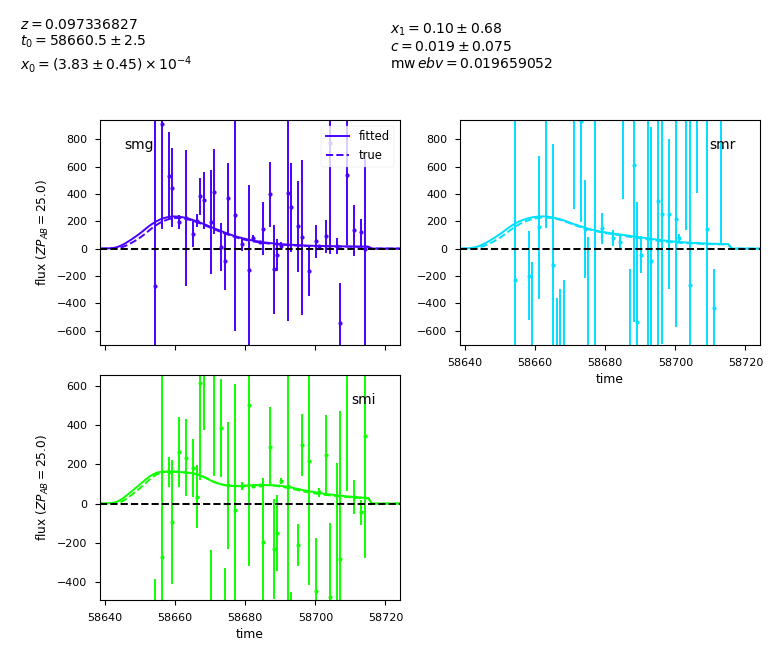 z = 0.097336827
t₀ = 58660.5 ± 2.5
x₀ = (3.83 ± 0.45) × 10⁻⁴
x₁ = 0.10 ± 0.68
c = 0.019 ± 0.075
mw ebv = 0.019659052
smg
fitted
true
800
600
400
200
0
−200
−400
−600
flux (ZP_AB = 25.0)
smr
800
600
400
200
0
−200
−400
−600
58640 58660 58680 58700 58720
time
smi
600
400
200
0
−200
−400
flux (ZP_AB = 25.0)
58640 58660 58680 58700 58720
time